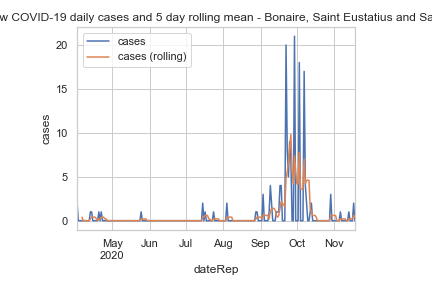 w COVID-19 daily cases and 5 day rolling mean - Bonaire, Saint Eustatius and Sa
cases
cases (rolling)
20
15
10
5
0
cases
May Jun Jul Aug Sep Oct Nov
2020
dateRep